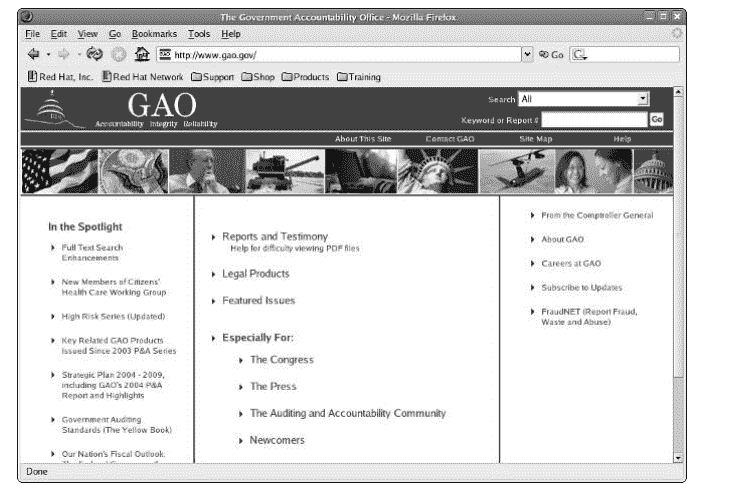 The Government Accountability Office - Mozilla Firefox
File Edit View Go Bookmarks Tools Help
http://www.gao.gov/
Go
Red Hat, Inc. Red Hat Network Support Shop Products Training
GAO
Accountability Integrity Reliability
Search All
Keyword or Report # Go
About This Site Contact GAO Site Map Help
In the Spotlight
Full Text Search
Enhancements
New Members of Citizens'
Health Care Working Group
High Risk Series (Updated)
Key Related GAO Products
Issued Since 2003 P&A Series
Strategic Plan 2004 - 2009,
including GAO's 2004 P&A
Report and Highlights
Government Auditing
Standards (The Yellow Book)
Our Nation's Fiscal Outlook:
Reports and Testimony
Help for difficulty viewing PDF files
Legal Products
Featured Issues
Especially For:
The Congress
The Press
The Auditing and Accountability Community
Newcomers
From the Comptroller General
About GAO
Careers at GAO
Subscribe to Updates
FraudNET (Report Fraud,
Waste and Abuse)
Done